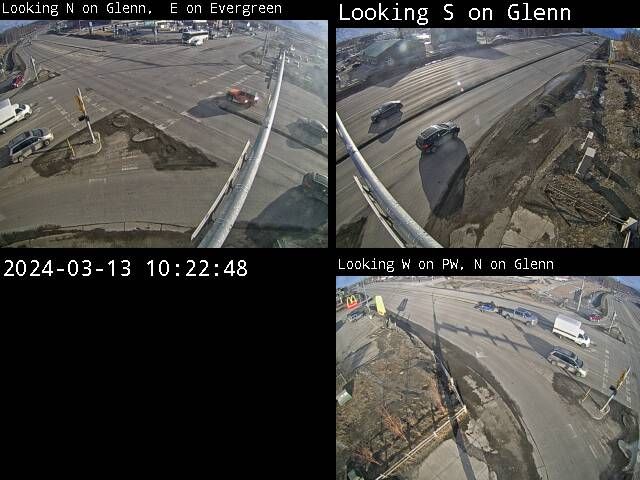 Looking N on Glenn, E on Evergreen
Looking S on Glenn
2024-03-13 10:22:48
Looking W on PW, N on Glenn